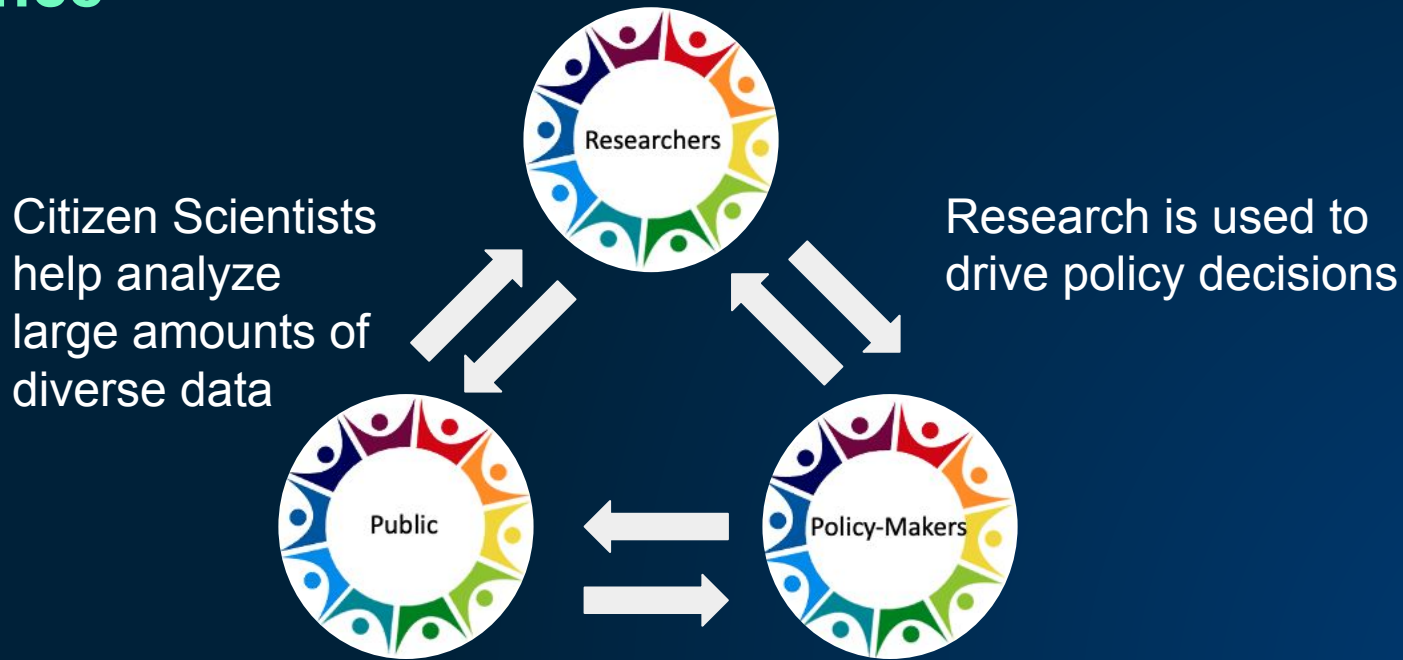 Researchers
Citizen Scientists
help analyze
large amounts of
diverse data
Research is used to
drive policy decisions
Public
Policy-Makers